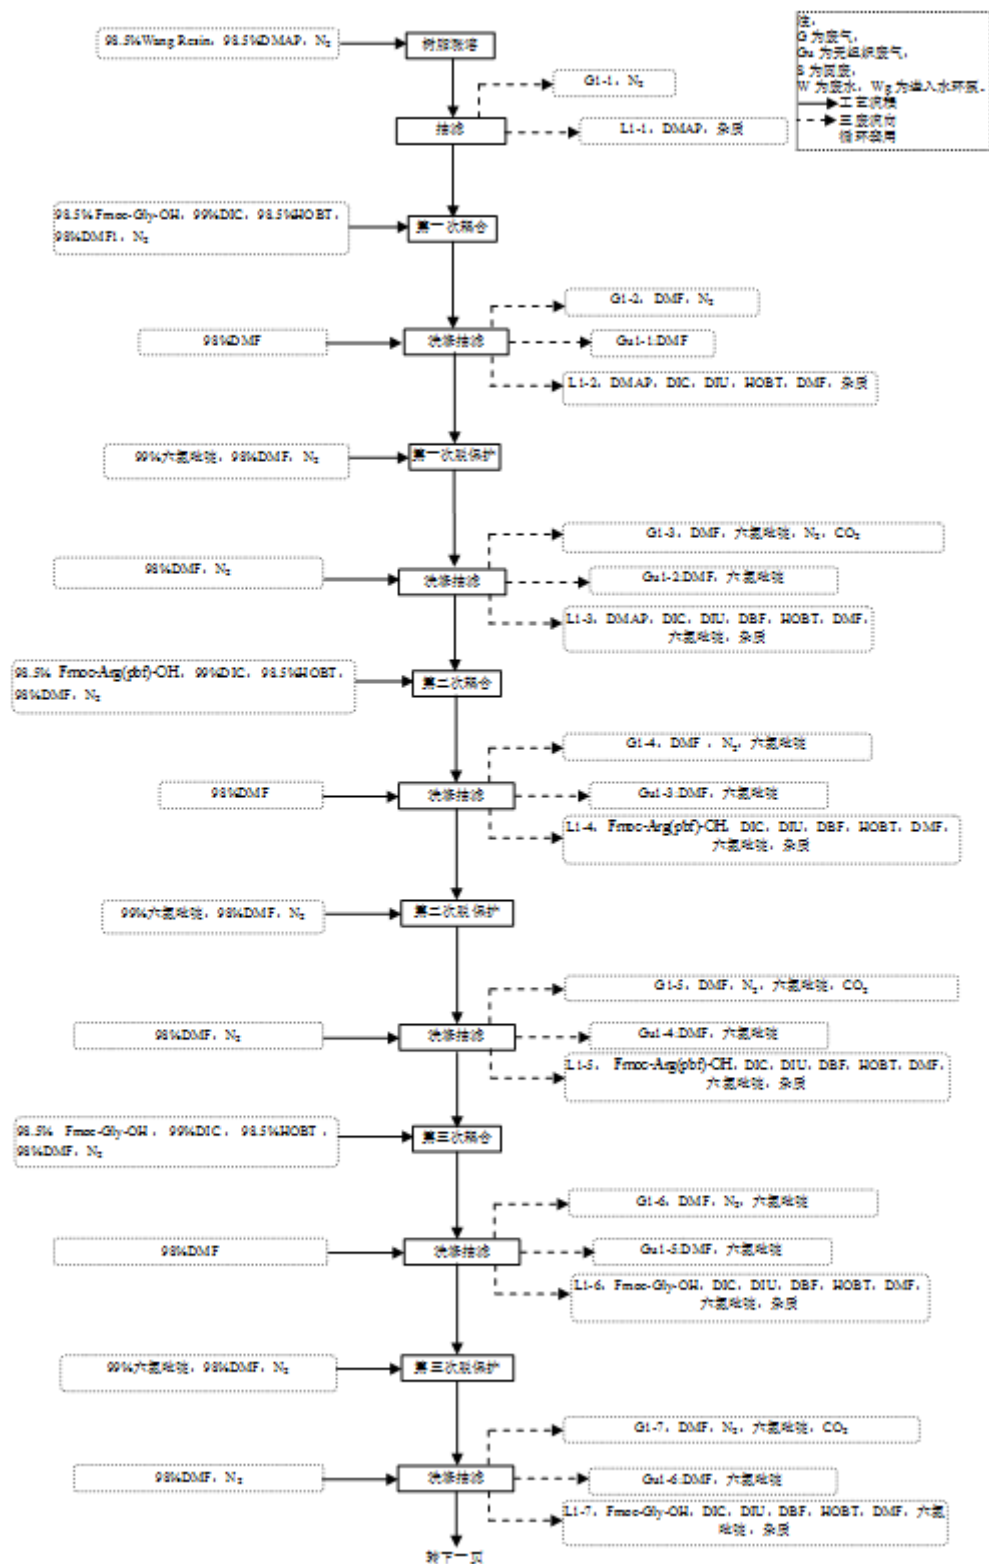 98.5%Wang Resin，98.5%DMAP，N₂
树脂溶胀
注：
G 为废气，
Gu 为无组织废气，
S 为固废，
W 为废水，Wg 为进入水环泵。
工艺流程
三废流向
循环套用
G1-1，N₂
抽滤
L1-1，DMAP，杂质
98.5%Fmoc-Gly-OH，99%DIC，98.5%HOBT，
98%DMF1，N₂
第一次耦合
G1-2，DMF，N₂
98%DMF
洗涤抽滤
Gu1-1:DMF
L1-2，DMAP，DIC，DIU，HOBT，DMF，杂质
99%六氢吡啶，98%DMF，N₂
第一次脱保护
G1-3，DMF，六氢吡啶，N₂，CO₂
98%DMF，N₂
洗涤抽滤
Gu1-2:DMF，六氢吡啶
L1-3，DMAP，DIC，DIU，DBF，HOBT，DMF，
六氢吡啶，杂质
98.5% Fmoc-Arg(pbf)-OH，99%DIC，98.5%HOBT，
98%DMF，N₂
第二次耦合
G1-4，DMF，N₂，六氢吡啶
98%DMF
洗涤抽滤
Gu1-3:DMF，六氢吡啶
L1-4，Fmoc-Arg(pbf)-OH，DIC，DIU，DBF，HOBT，DMF，
六氢吡啶，杂质
99%六氢吡啶，98%DMF，N₂
第二次脱保护
G1-5，DMF，N₂，六氢吡啶，CO₂
98%DMF，N₂
洗涤抽滤
Gu1-4:DMF，六氢吡啶
L1-5，Fmoc-Arg(pbf)-OH，DIC，DIU，DBF，HOBT，DMF，
六氢吡啶，杂质
98.5% Fmoc-Gly-OH，99%DIC，98.5%HOBT，
98%DMF，N₂
第三次耦合
G1-6，DMF，N₂，六氢吡啶
98%DMF
洗涤抽滤
Gu1-5:DMF，六氢吡啶
L1-6，Fmoc-Gly-OH，DIC，DIU，DBF，HOBT，DMF，
六氢吡啶，杂质
99%六氢吡啶，98%DMF，N₂
第三次脱保护
G1-7，DMF，N₂，六氢吡啶，CO₂
98%DMF，N₂
洗涤抽滤
Gu1-6:DMF，六氢吡啶
L1-7，Fmoc-Gly-OH，DIC，DIU，DBF，HOBT，DMF，六氢
吡啶，杂质
转下一页